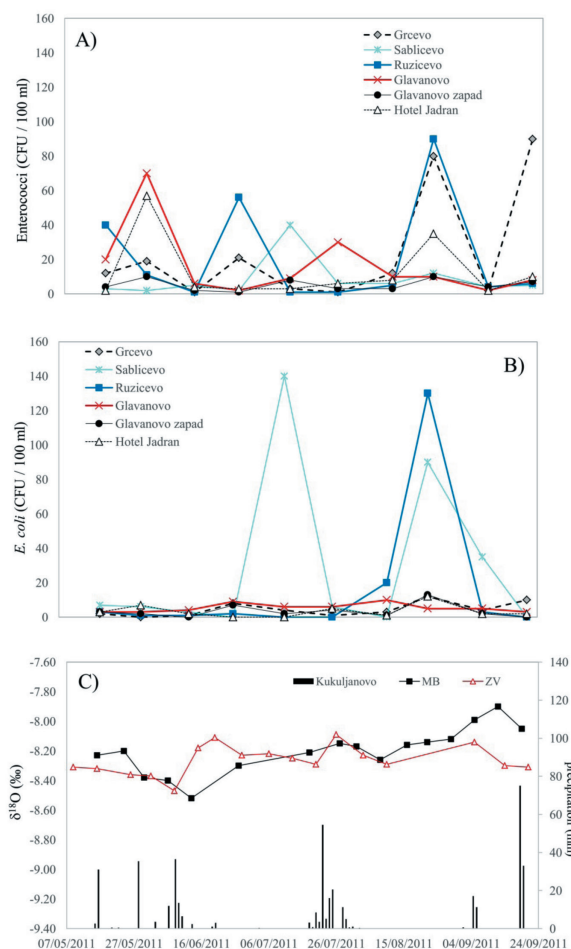 A)
Enterococci (CFU / 100 ml)
160
140
120
100
80
60
40
20
0
Grcevo
Sablicevo
Ruzicevo
Glavanovo
Glavanovo zapad
Hotel Jadran
B)
E. coli (CFU / 100 ml)
160
140
120
100
80
60
40
20
0
Grcevo
Sablicevo
Ruzicevo
Glavanovo
Glavanovo zapad
Hotel Jadran
C)
Kukuljanovo MB ZV
δ18O (‰)
-7.60
-7.80
-8.00
-8.20
-8.40
-8.60
-8.80
-9.00
-9.20
-9.40
precipitation (mm)
140
120
100
80
60
40
20
0
07/05/2011 27/05/2011 16/06/2011 06/07/2011 26/07/2011 15/08/2011 04/09/2011 24/09/2011